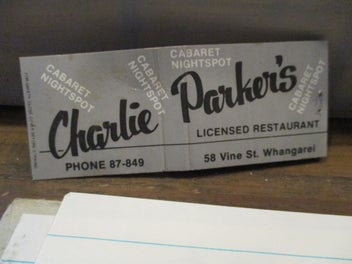 CABARET
NIGHTSPOT
CABARET
NIGHTSPOT
CABARET
NIGHTSPOT
CABARET
NIGHTSPOT
Charlie Parker's
LICENSED RESTAURANT
PHONE 87-849
58 Vine St. Whangarei